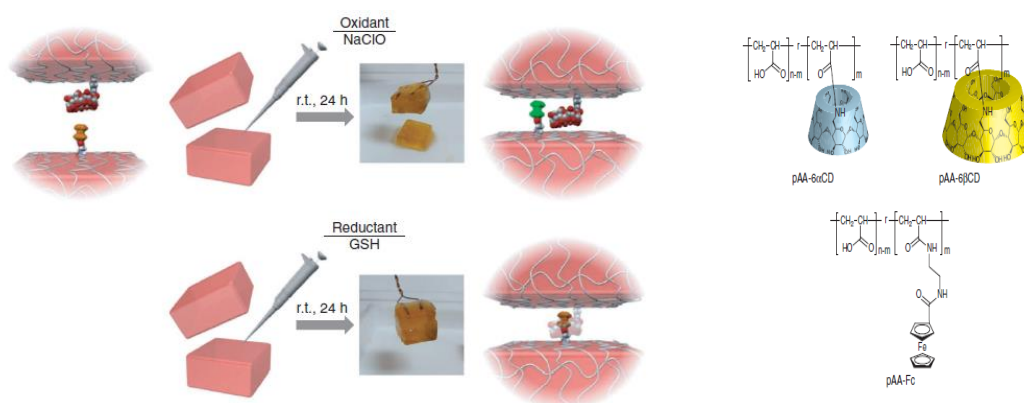 Oxidant
NaClO
r.t., 24 h
Reductant
GSH
r.t., 24 h
CH2-CH
r
CH2-CH
HO
O
n-m
O
m
NH
pAA-6αCD
CH2-CH
r
CH2-CH
HO
O
n-m
O
m
NH
pAA-6βCD
CH2-CH
r
CH2-CH
HO
O
n-m
O
NH
m
O
NH
Fe
pAA-Fc